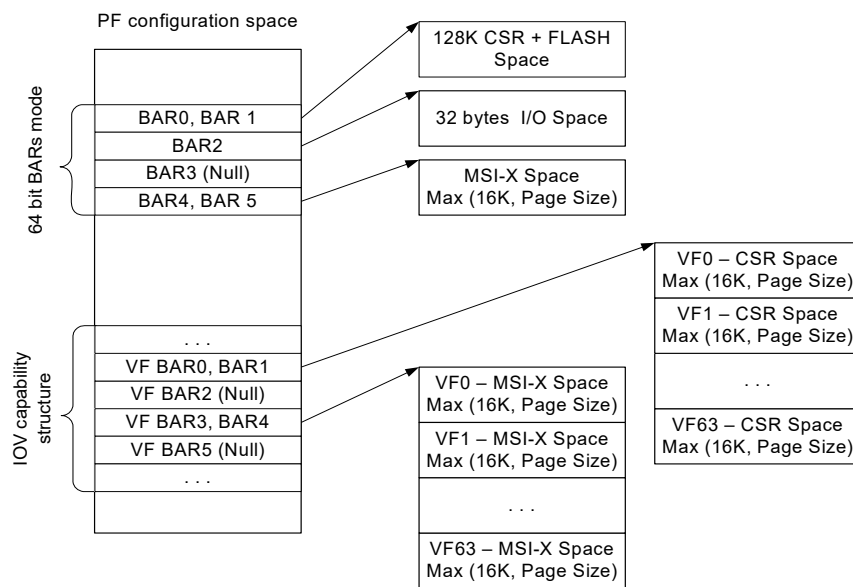 PF configuration space
64 bit BARs mode
BAR0, BAR 1
BAR2
BAR3 (Null)
BAR4, BAR 5
128K CSR + FLASH
Space
32 bytes I/O Space
MSI-X Space
Max (16K, Page Size)
IOV capability
structure
. . .
VF BAR0, BAR1
VF BAR2 (Null)
VF BAR3, BAR4
VF BAR5 (Null)
. . .
VF0 – MSI-X Space
Max (16K, Page Size)
VF1 – MSI-X Space
Max (16K, Page Size)
. . .
VF63 – MSI-X Space
Max (16K, Page Size)
VF0 – CSR Space
Max (16K, Page Size)
VF1 – CSR Space
Max (16K, Page Size)
. . .
VF63 – CSR Space
Max (16K, Page Size)